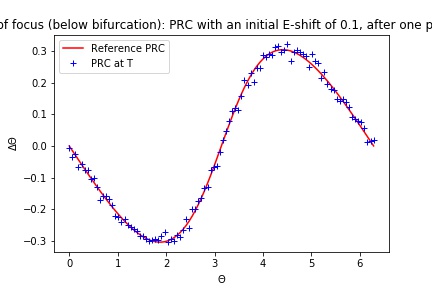 of focus (below bifurcation): PRC with an initial E-shift of 0.1, after one p
Reference PRC
PRC at T
0.3
0.2
0.1
0.0
−0.1
−0.2
−0.3
ΔΘ
0 1 2 3 4 5 6
Θ